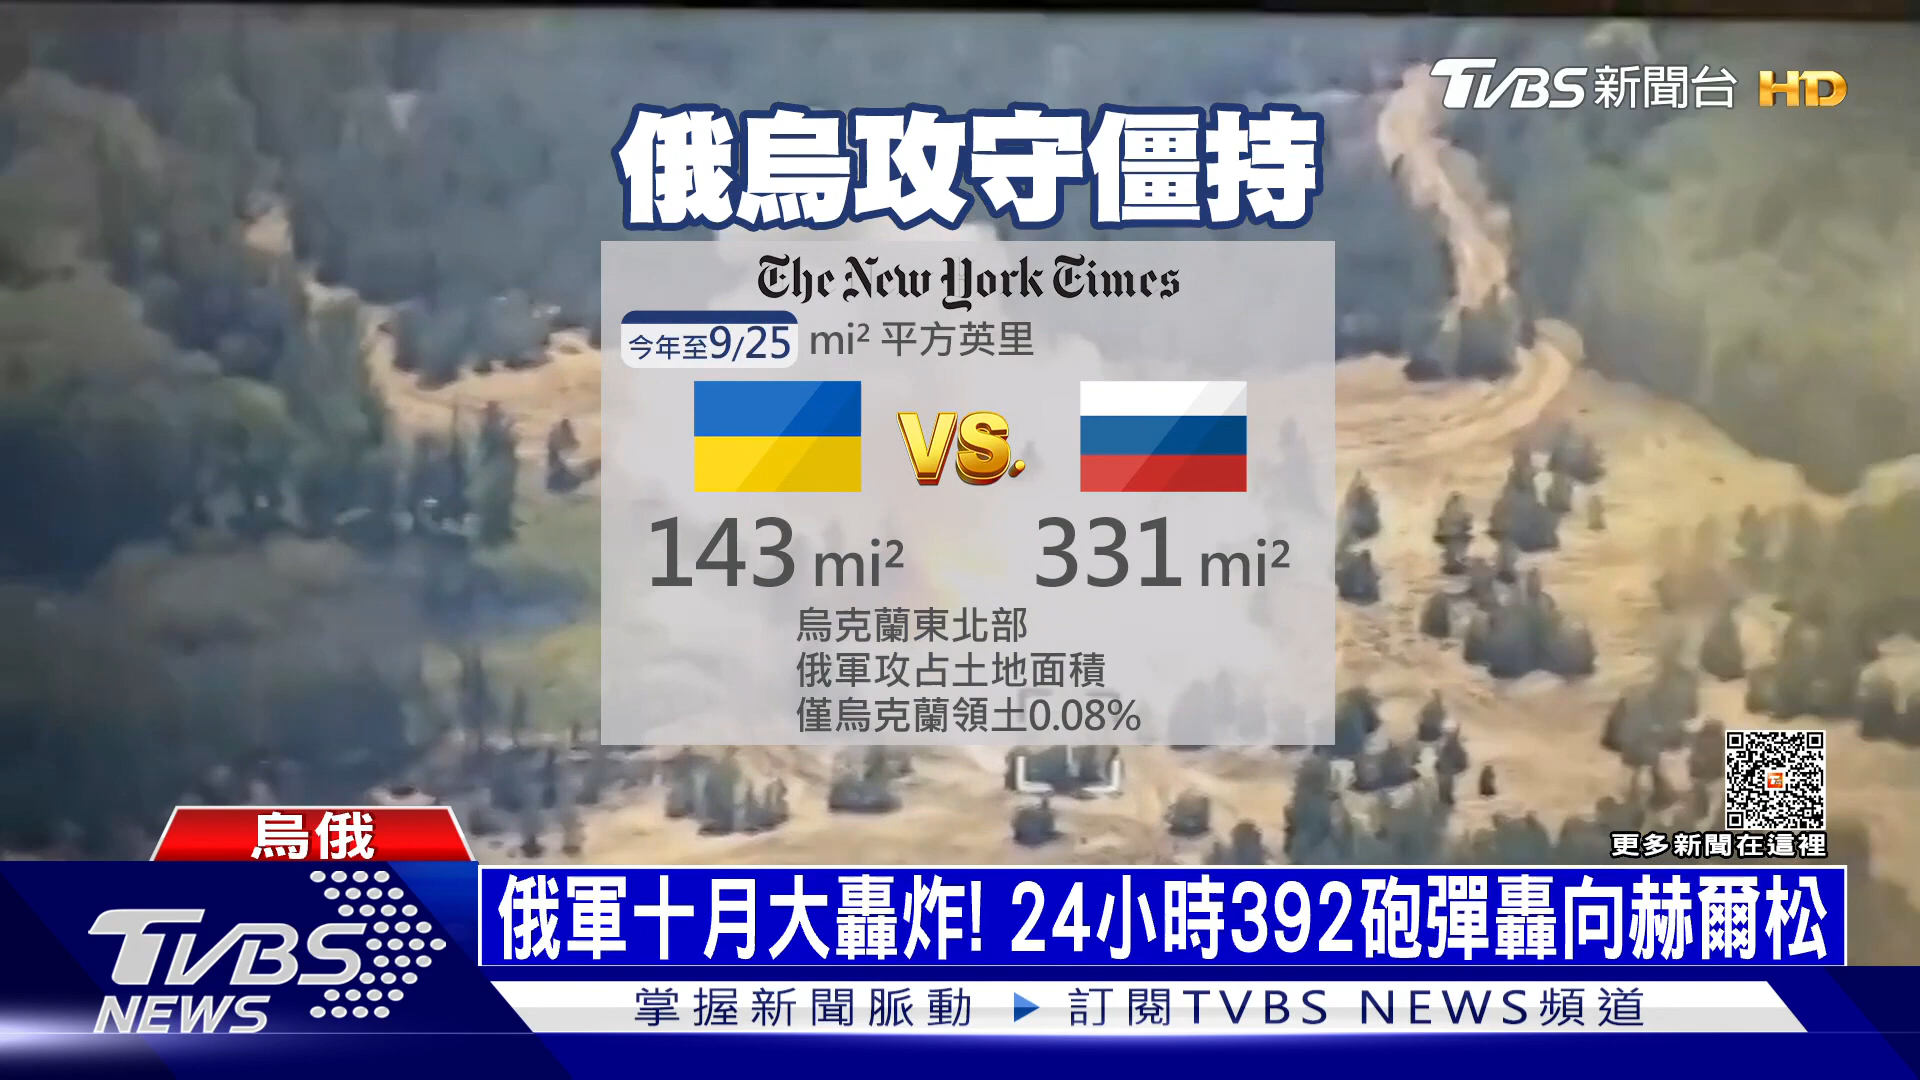 TVBS新聞台 HD
俄烏攻守僵持
The New York Times
今年至9/25 mi² 平方英里
VS.
143 mi² 331 mi²
烏克蘭東北部
俄軍攻占土地面積
僅烏克蘭領土0.08%
更多新聞在這裡
烏俄
俄軍十月大轟炸! 24小時392砲彈轟向赫爾松
TVBS NEWS
掌握新聞脈動 ▶ 訂閱TVBS NEWS頻道